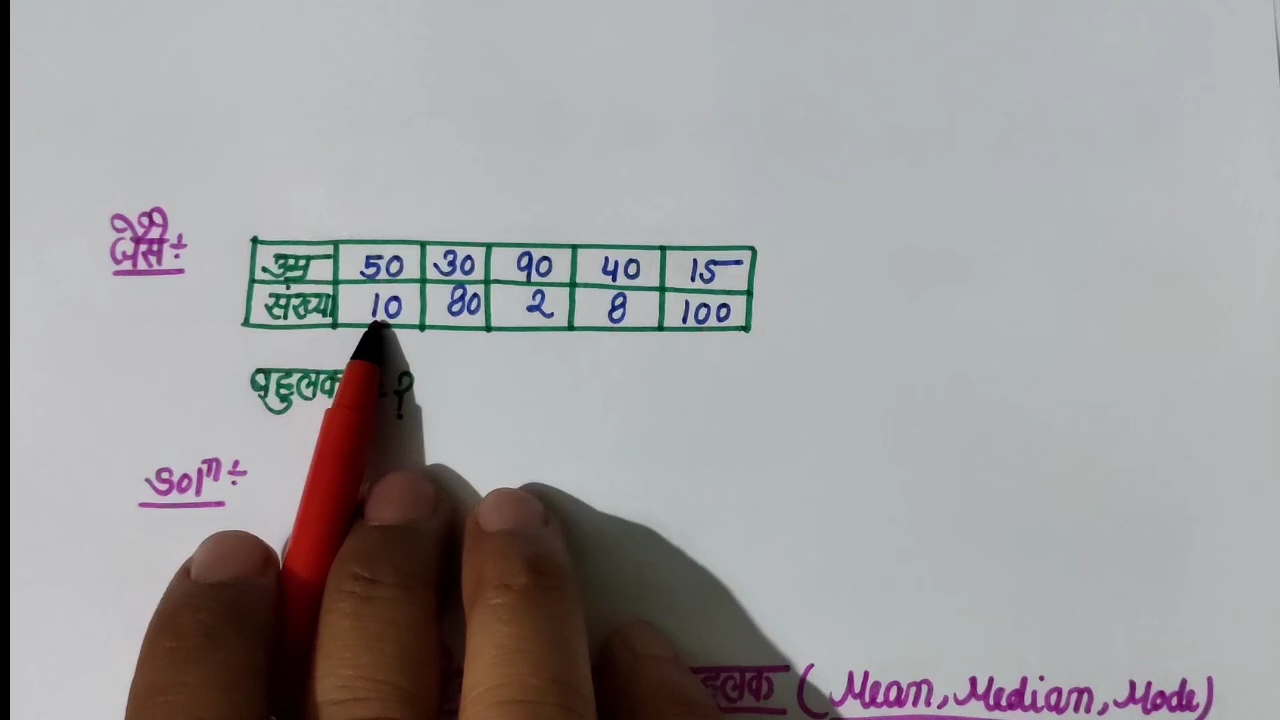 जैसे÷
उम्र 50 30 90 40 15
संख्या 10 80 2 8 100
बहुलक ?
Solⁿ÷
(Mean, Median, Mode)